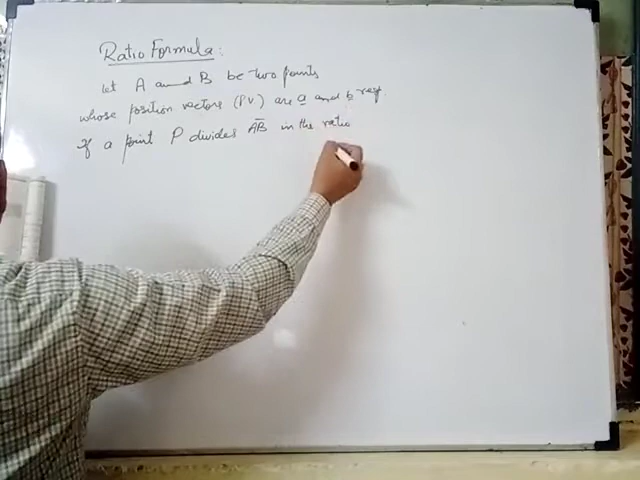 Ratio Formula:
let A and B be two points
whose position vectors (PV) are a and b resp
If a point P divides AB in the ratio